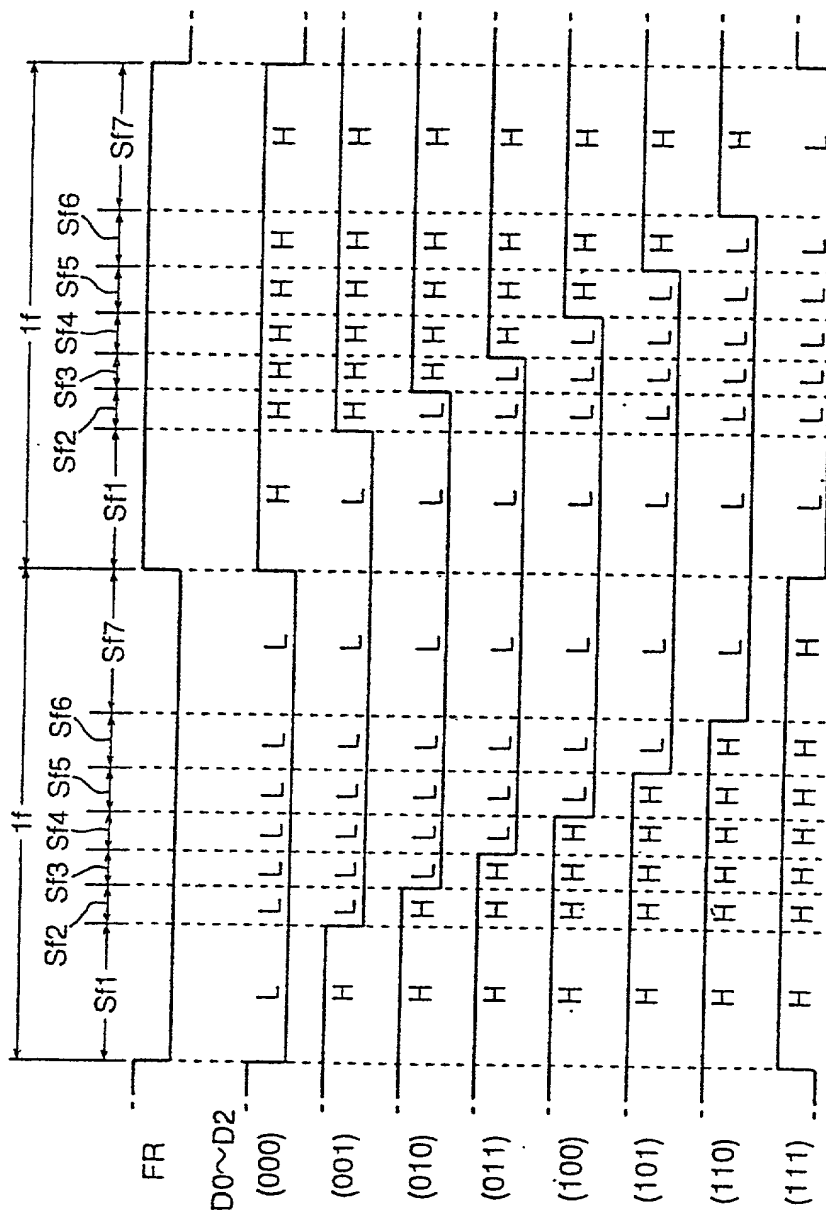 1f 1f
Sf1 Sf2 Sf3 Sf4 Sf5 Sf6 Sf7 Sf1 Sf2 Sf3 Sf4 Sf5 Sf6 Sf7
FR
D0~D2
(000) L L L L L L L H H H H H H H
(001) H L L L L L L L H H H H H H
(010) H H L L L L L L L H H H H H
(011) H H H L L L L L L L H H H H
(100) H H H H L L L L L L L H H H
(101) H H H H H L L L L L L L H H
(110) H H H H H H L L L L L L L H
(111) H H H H H H H L L L L L L L